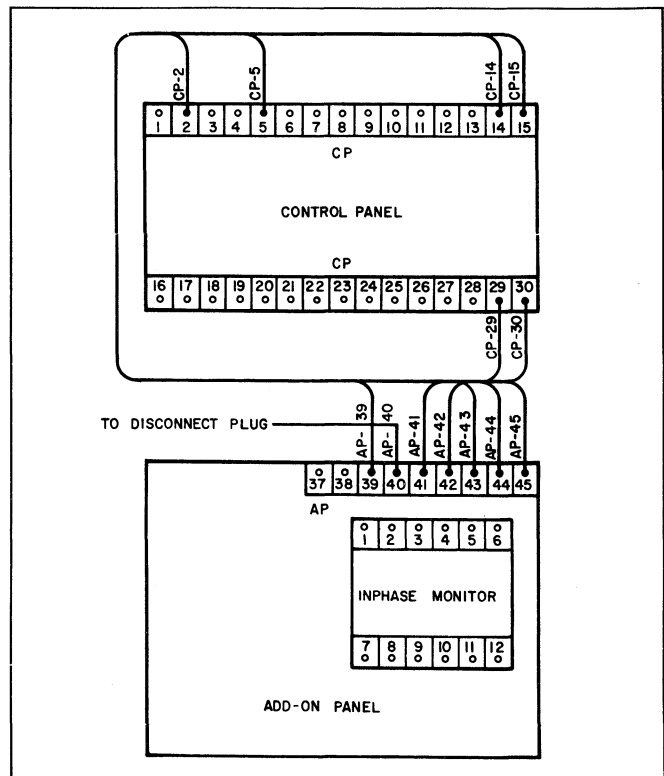 CP-2 CP-5 CP-14 CP-15
1 2 3 4 5 6 7 8 9 10 11 12 13 14 15
CP
CONTROL PANEL
CP
16 17 18 19 20 21 22 23 24 25 26 27 28 29 30
CP-29 CP-30
TO DISCONNECT PLUG
AP-39 AP-40 AP-41 AP-42 AP-43 AP-44 AP-45
37 38 39 40 41 42 43 44 45
AP
1 2 3 4 5 6
INPHASE MONITOR
7 8 9 10 11 12
ADD-ON PANEL